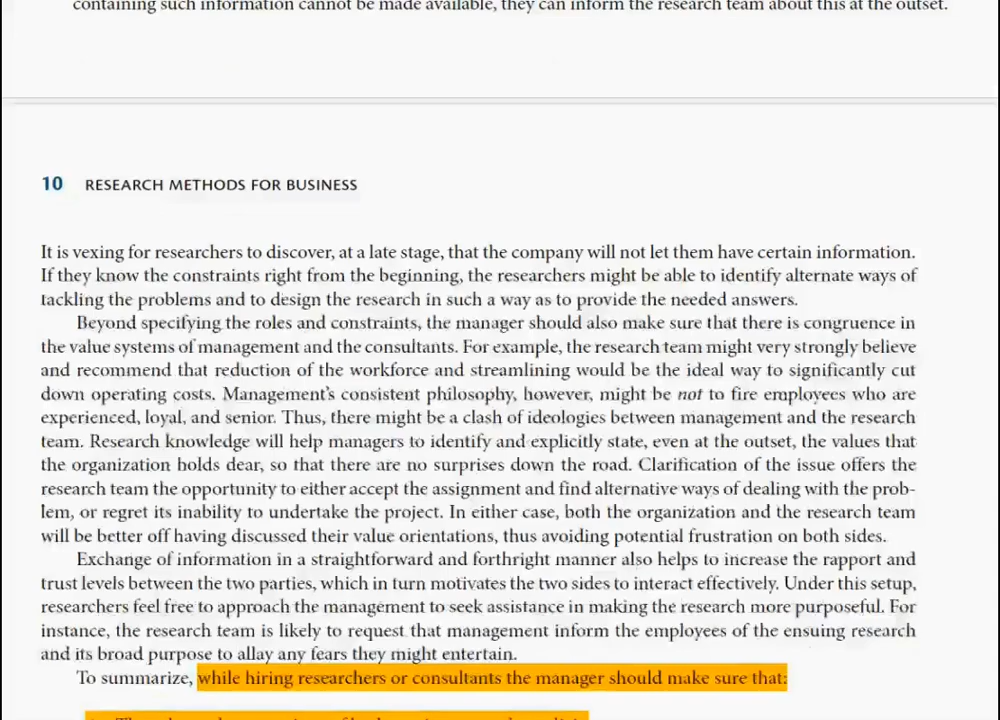 containing such information cannot be made available, they can inform the research team about this at the outset.
10 RESEARCH METHODS FOR BUSINESS
It is vexing for researchers to discover, at a late stage, that the company will not let them have certain information.
If they know the constraints right from the beginning, the researchers might be able to identify alternate ways of
tackling the problems and to design the research in such a way as to provide the needed answers.
Beyond specifying the roles and constraints, the manager should also make sure that there is congruence in
the value systems of management and the consultants. For example, the research team might very strongly believe
and recommend that reduction of the workforce and streamlining would be the ideal way to significantly cut
down operating costs. Management's consistent philosophy, however, might be not to fire employees who are
experienced, loyal, and senior. Thus, there might be a clash of ideologies between management and the research
team. Research knowledge will help managers to identify and explicitly state, even at the outset, the values that
the organization holds dear, so that there are no surprises down the road. Clarification of the issue offers the
research team the opportunity to either accept the assignment and find alternative ways of dealing with the prob-
lem, or regret its inability to undertake the project. In either case, both the organization and the research team
will be better off having discussed their value orientations, thus avoiding potential frustration on both sides.
Exchange of information in a straightforward and forthright manner also helps to increase the rapport and
trust levels between the two parties, which in turn motivates the two sides to interact effectively. Under this setup,
researchers feel free to approach the management to seek assistance in making the research more purposeful. For
instance, the research team is likely to request that management inform the employees of the ensuing research
and its broad purpose to allay any fears they might entertain.
To summarize, while hiring researchers or consultants the manager should make sure that: